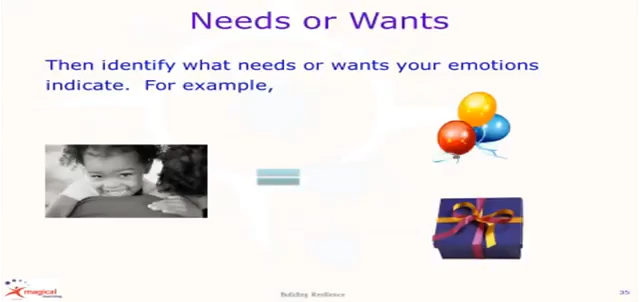 Needs or Wants
Then identify what needs or wants your emotions
indicate. For example,
magical
Building Resilience
35